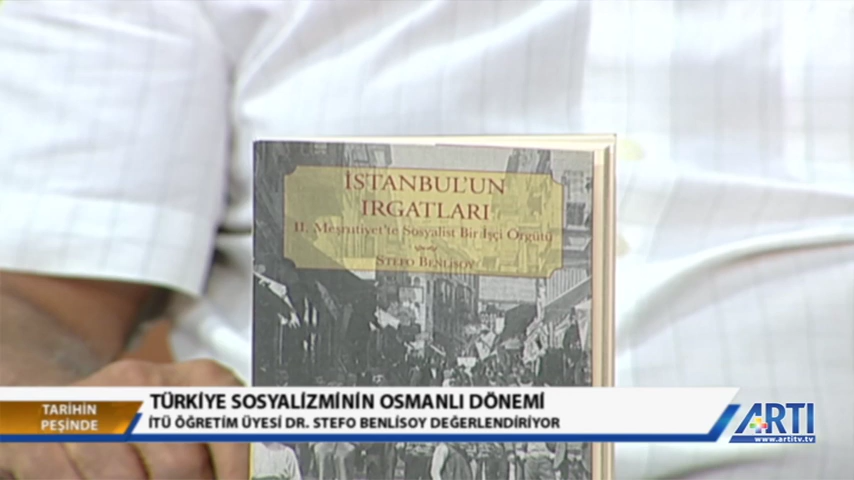 İSTANBUL'UN
IRGATLARI
II. Meşrutiyet'te Sosyalist Bir İşçi Örgütü
STEFO BENLİSOY
TARİHİN
PEŞİNDE
TÜRKİYE SOSYALİZMİNİN OSMANLI DÖNEMİ
İTÜ ÖĞRETİM ÜYESİ DR. STEFO BENLİSOY DEĞERLENDİRİYOR
ARTI
www.artitv.tv